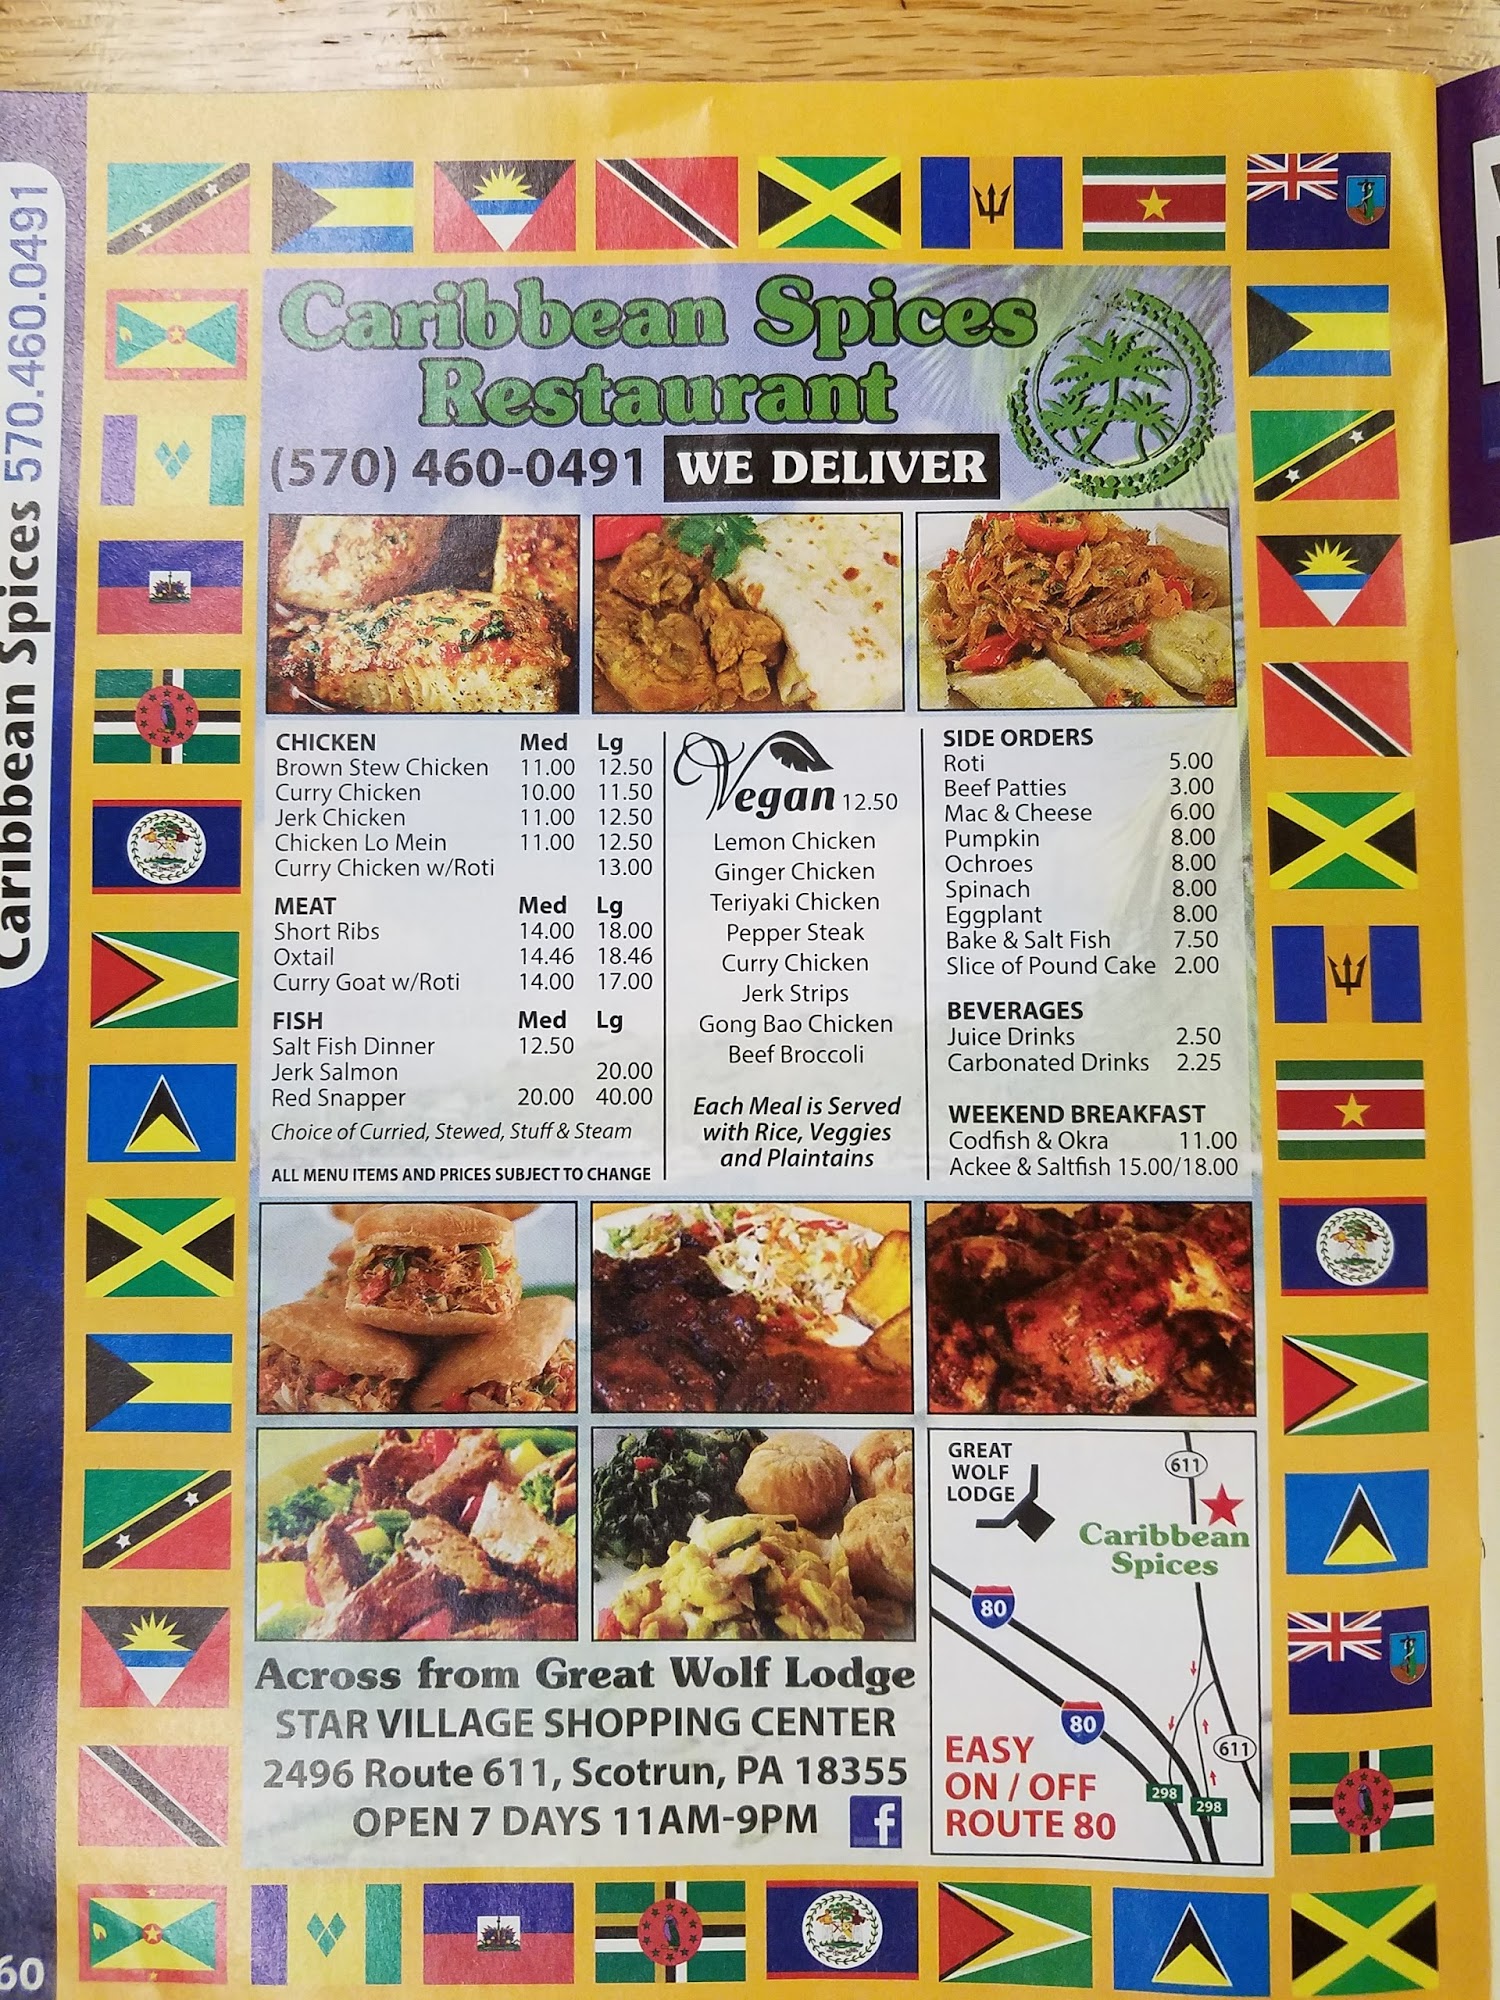 Caribbean Spices 570.460.0491
Caribbean Spices
Restaurant
(570) 460-0491 WE DELIVER
CHICKEN Med Lg
Brown Stew Chicken 11.00 12.50
Curry Chicken 10.00 11.50
Jerk Chicken 11.00 12.50
Chicken Lo Mein 11.00 12.50
Curry Chicken w/Roti 13.00
MEAT Med Lg
Short Ribs 14.00 18.00
Oxtail 14.46 18.46
Curry Goat w/Roti 14.00 17.00
FISH Med Lg
Salt Fish Dinner 12.50
Jerk Salmon 20.00
Red Snapper 20.00 40.00
Choice of Curried, Stewed, Stuff & Steam
ALL MENU ITEMS AND PRICES SUBJECT TO CHANGE
Vegan 12.50
Lemon Chicken
Ginger Chicken
Teriyaki Chicken
Pepper Steak
Curry Chicken
Jerk Strips
Gong Bao Chicken
Beef Broccoli
Each Meal is Served
with Rice, Veggies
and Plaintains
SIDE ORDERS
Roti 5.00
Beef Patties 3.00
Mac & Cheese 6.00
Pumpkin 8.00
Ochroes 8.00
Spinach 8.00
Eggplant 8.00
Bake & Salt Fish 7.50
Slice of Pound Cake 2.00
BEVERAGES
Juice Drinks 2.50
Carbonated Drinks 2.25
WEEKEND BREAKFAST
Codfish & Okra 11.00
Ackee & Saltfish 15.00/18.00
GREAT
WOLF
LODGE
611
Caribbean
Spices
80
80
611
298
298
EASY
ON / OFF
ROUTE 80
Across from Great Wolf Lodge
STAR VILLAGE SHOPPING CENTER
2496 Route 611, Scotrun, PA 18355
OPEN 7 DAYS 11AM-9PM f
60